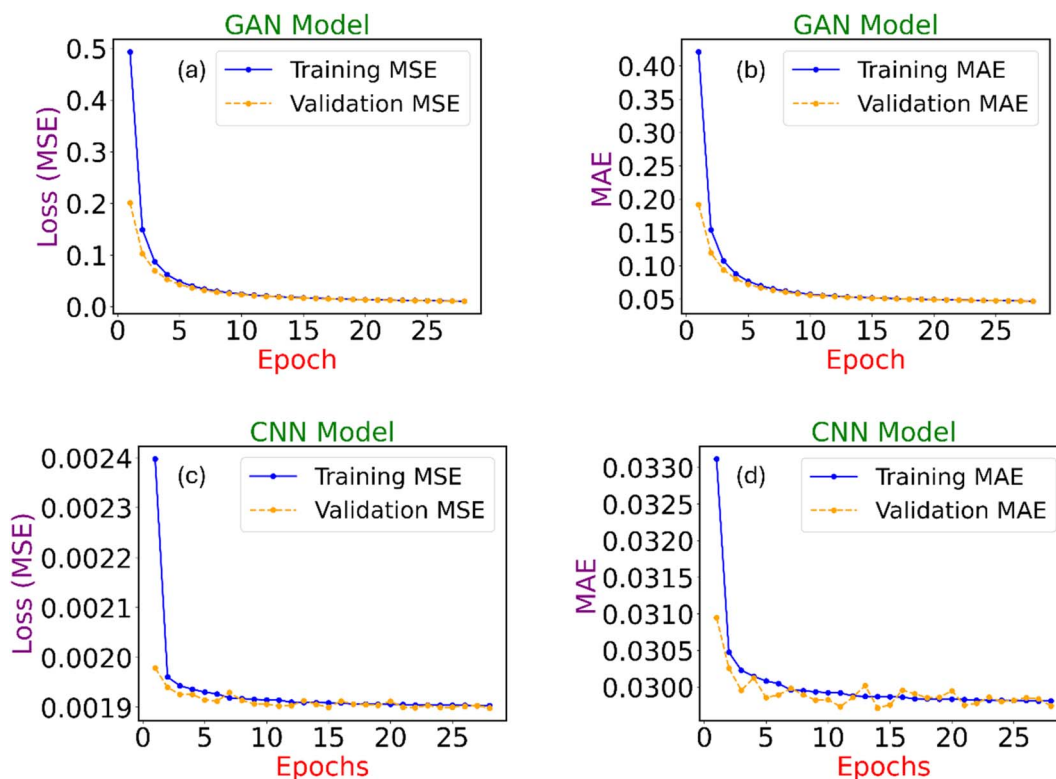 GAN Model
(a)
Training MSE
Validation MSE
Loss (MSE)
0.5
0.4
0.3
0.2
0.1
0.0
0 5 10 15 20 25
Epoch
GAN Model
(b)
Training MAE
Validation MAE
MAE
0.40
0.35
0.30
0.25
0.20
0.15
0.10
0.05
0 5 10 15 20 25
Epoch
CNN Model
(c)
Training MSE
Validation MSE
Loss (MSE)
0.0024
0.0023
0.0022
0.0021
0.0020
0.0019
0 5 10 15 20 25
Epochs
CNN Model
(d)
Training MAE
Validation MAE
MAE
0.0330
0.0325
0.0320
0.0315
0.0310
0.0305
0.0300
0 5 10 15 20 25
Epochs